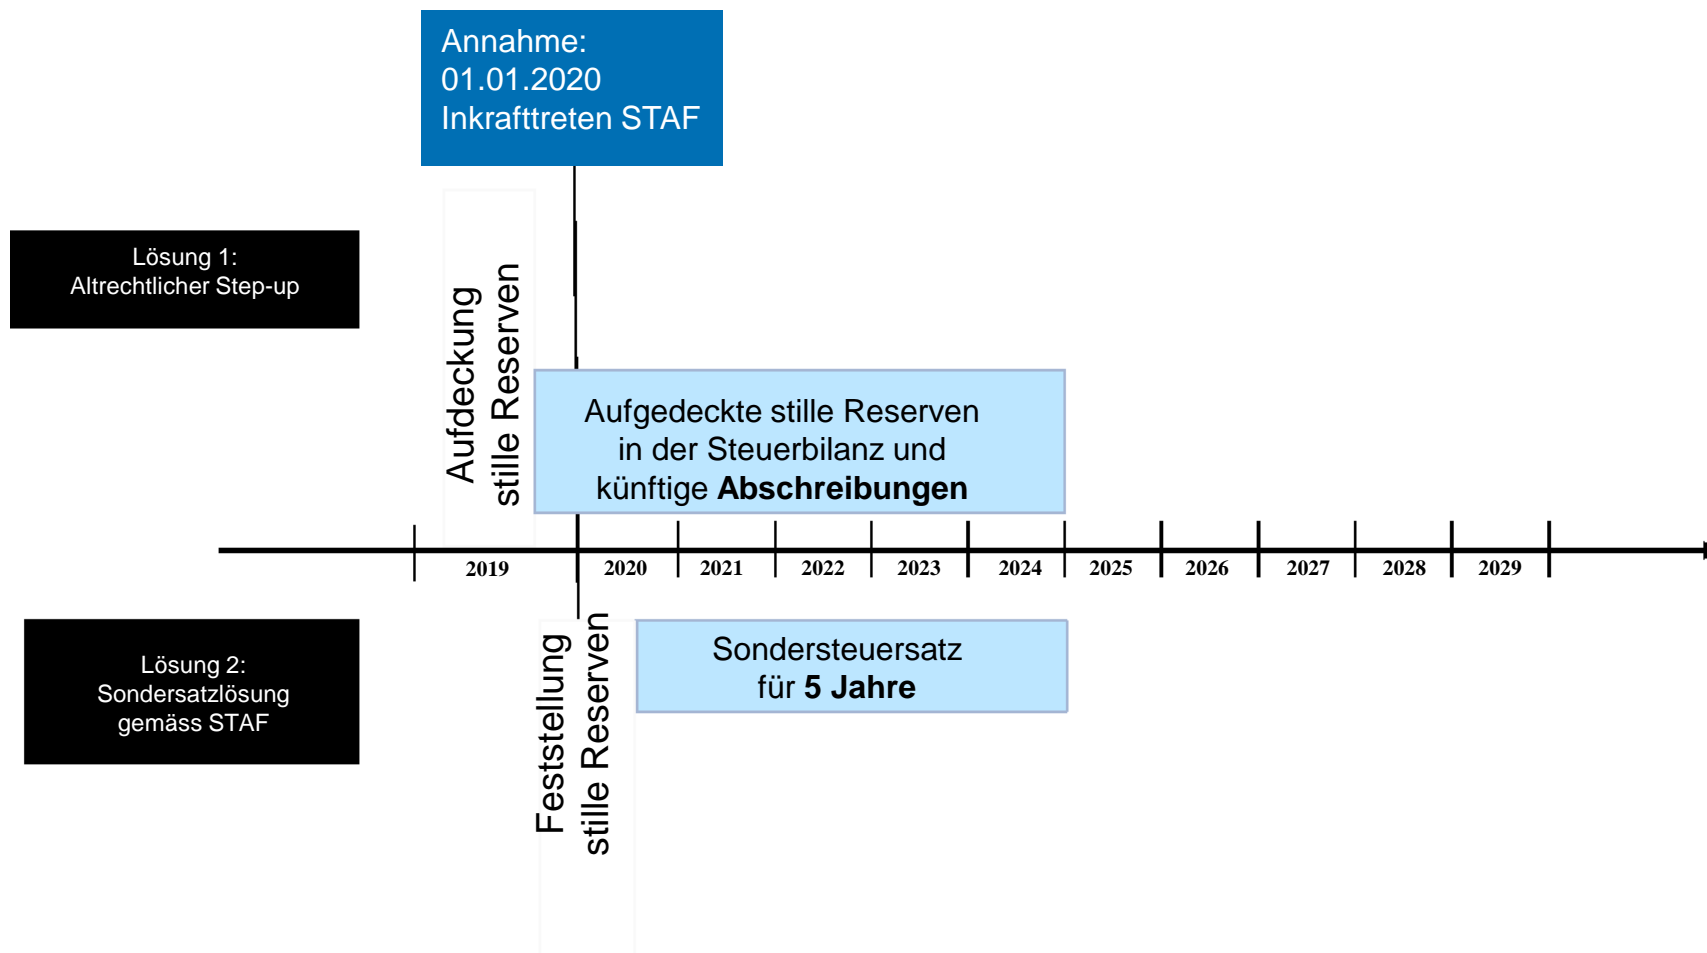 Annahme:
01.01.2020
Inkrafttreten STAF
Lösung 1:
Altrechtlicher Step-up
Aufdeckung
stille Reserven
Aufgedeckte stille Reserven
in der Steuerbilanz und
künftige Abschreibungen
2019
2020
2021
2022
2023
2024
2025
2026
2027
2028
2029
Lösung 2:
Sondersatzlösung
gemäss STAF
Feststellung
stille Reserven
Sondersteuersatz
für 5 Jahre